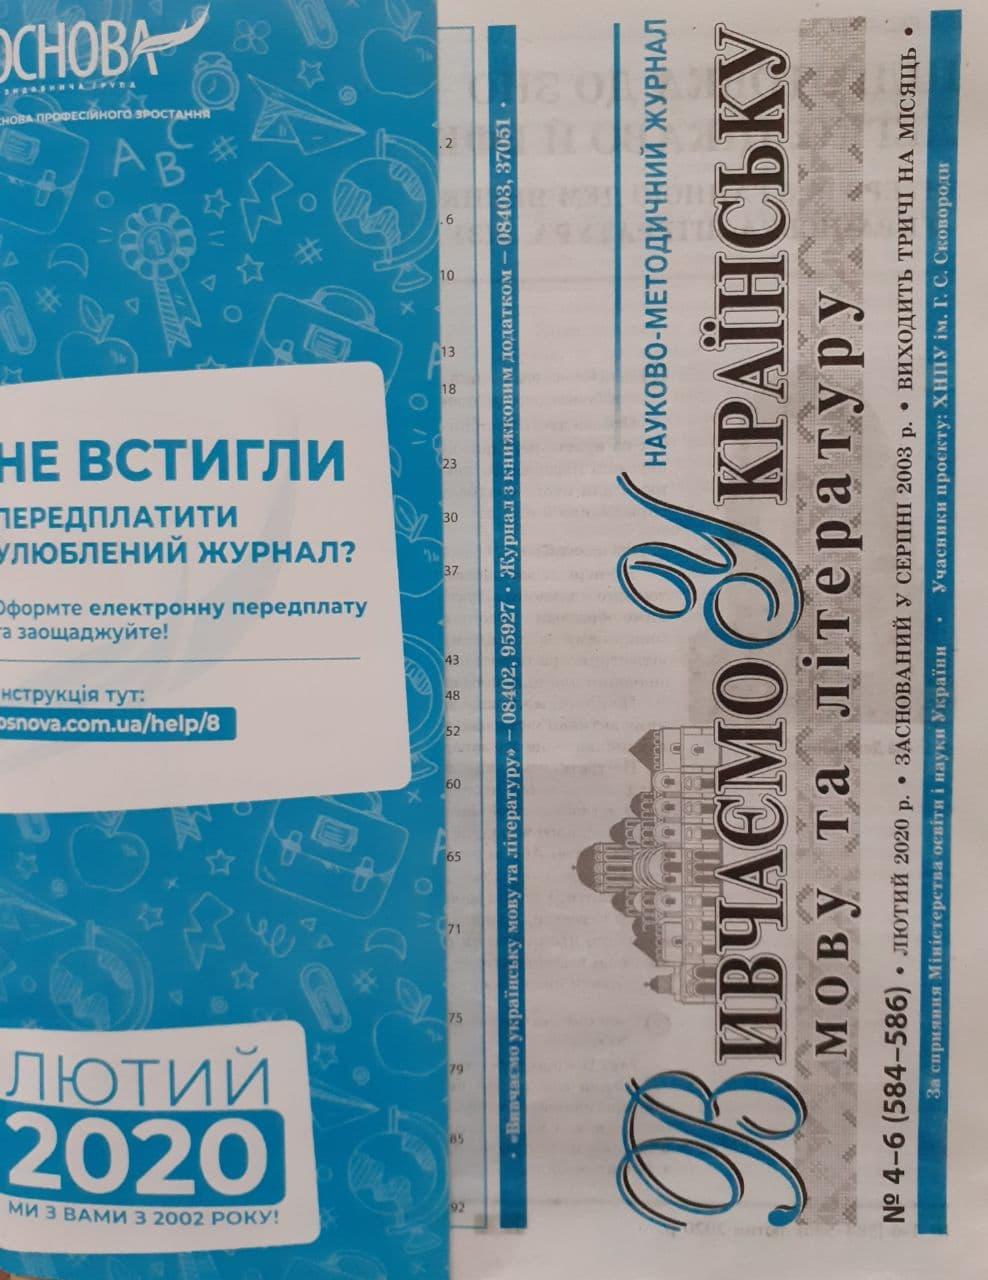 ОСНОВА
НОВА ПРОФЕСІЙНОГО ЗРОСТАННЯ
НЕ ВСТИГЛИ
ПЕРЕДПЛАТИТИ
УЛЮБЛЕНИЙ ЖУРНАЛ?
Оформте електронну передплату
та заощаджуйте!
нструкція тут:
osnova.com.ua/help/8
ЛЮТИЙ
2020
МИ З ВАМИ З 2002 РОКУ!
. 2
. 6
10
13
18
23
30
37
43
48
52
60
65
71
75
79
85
92
• «Вивчаємо українську мову та літературу» – 08402, 95927 • Журнал з книжковим додатком – 08403, 37051 •
НАУКОВО-МЕТОДИЧНИЙ ЖУРНАЛ
ВИВЧАЄМО УКРАЇНСЬКУ
мову та літературу
№ 4–6 (584–586) • ЛЮТИЙ 2020 р. • ЗАСНОВАНИЙ У СЕРПНІ 2003 р. • ВИХОДИТЬ ТРИЧІ НА МІСЯЦЬ •
За сприяння Міністерства освіти і науки України • Учасники проєкту: ХНПУ ім. Г. С. Сковороди